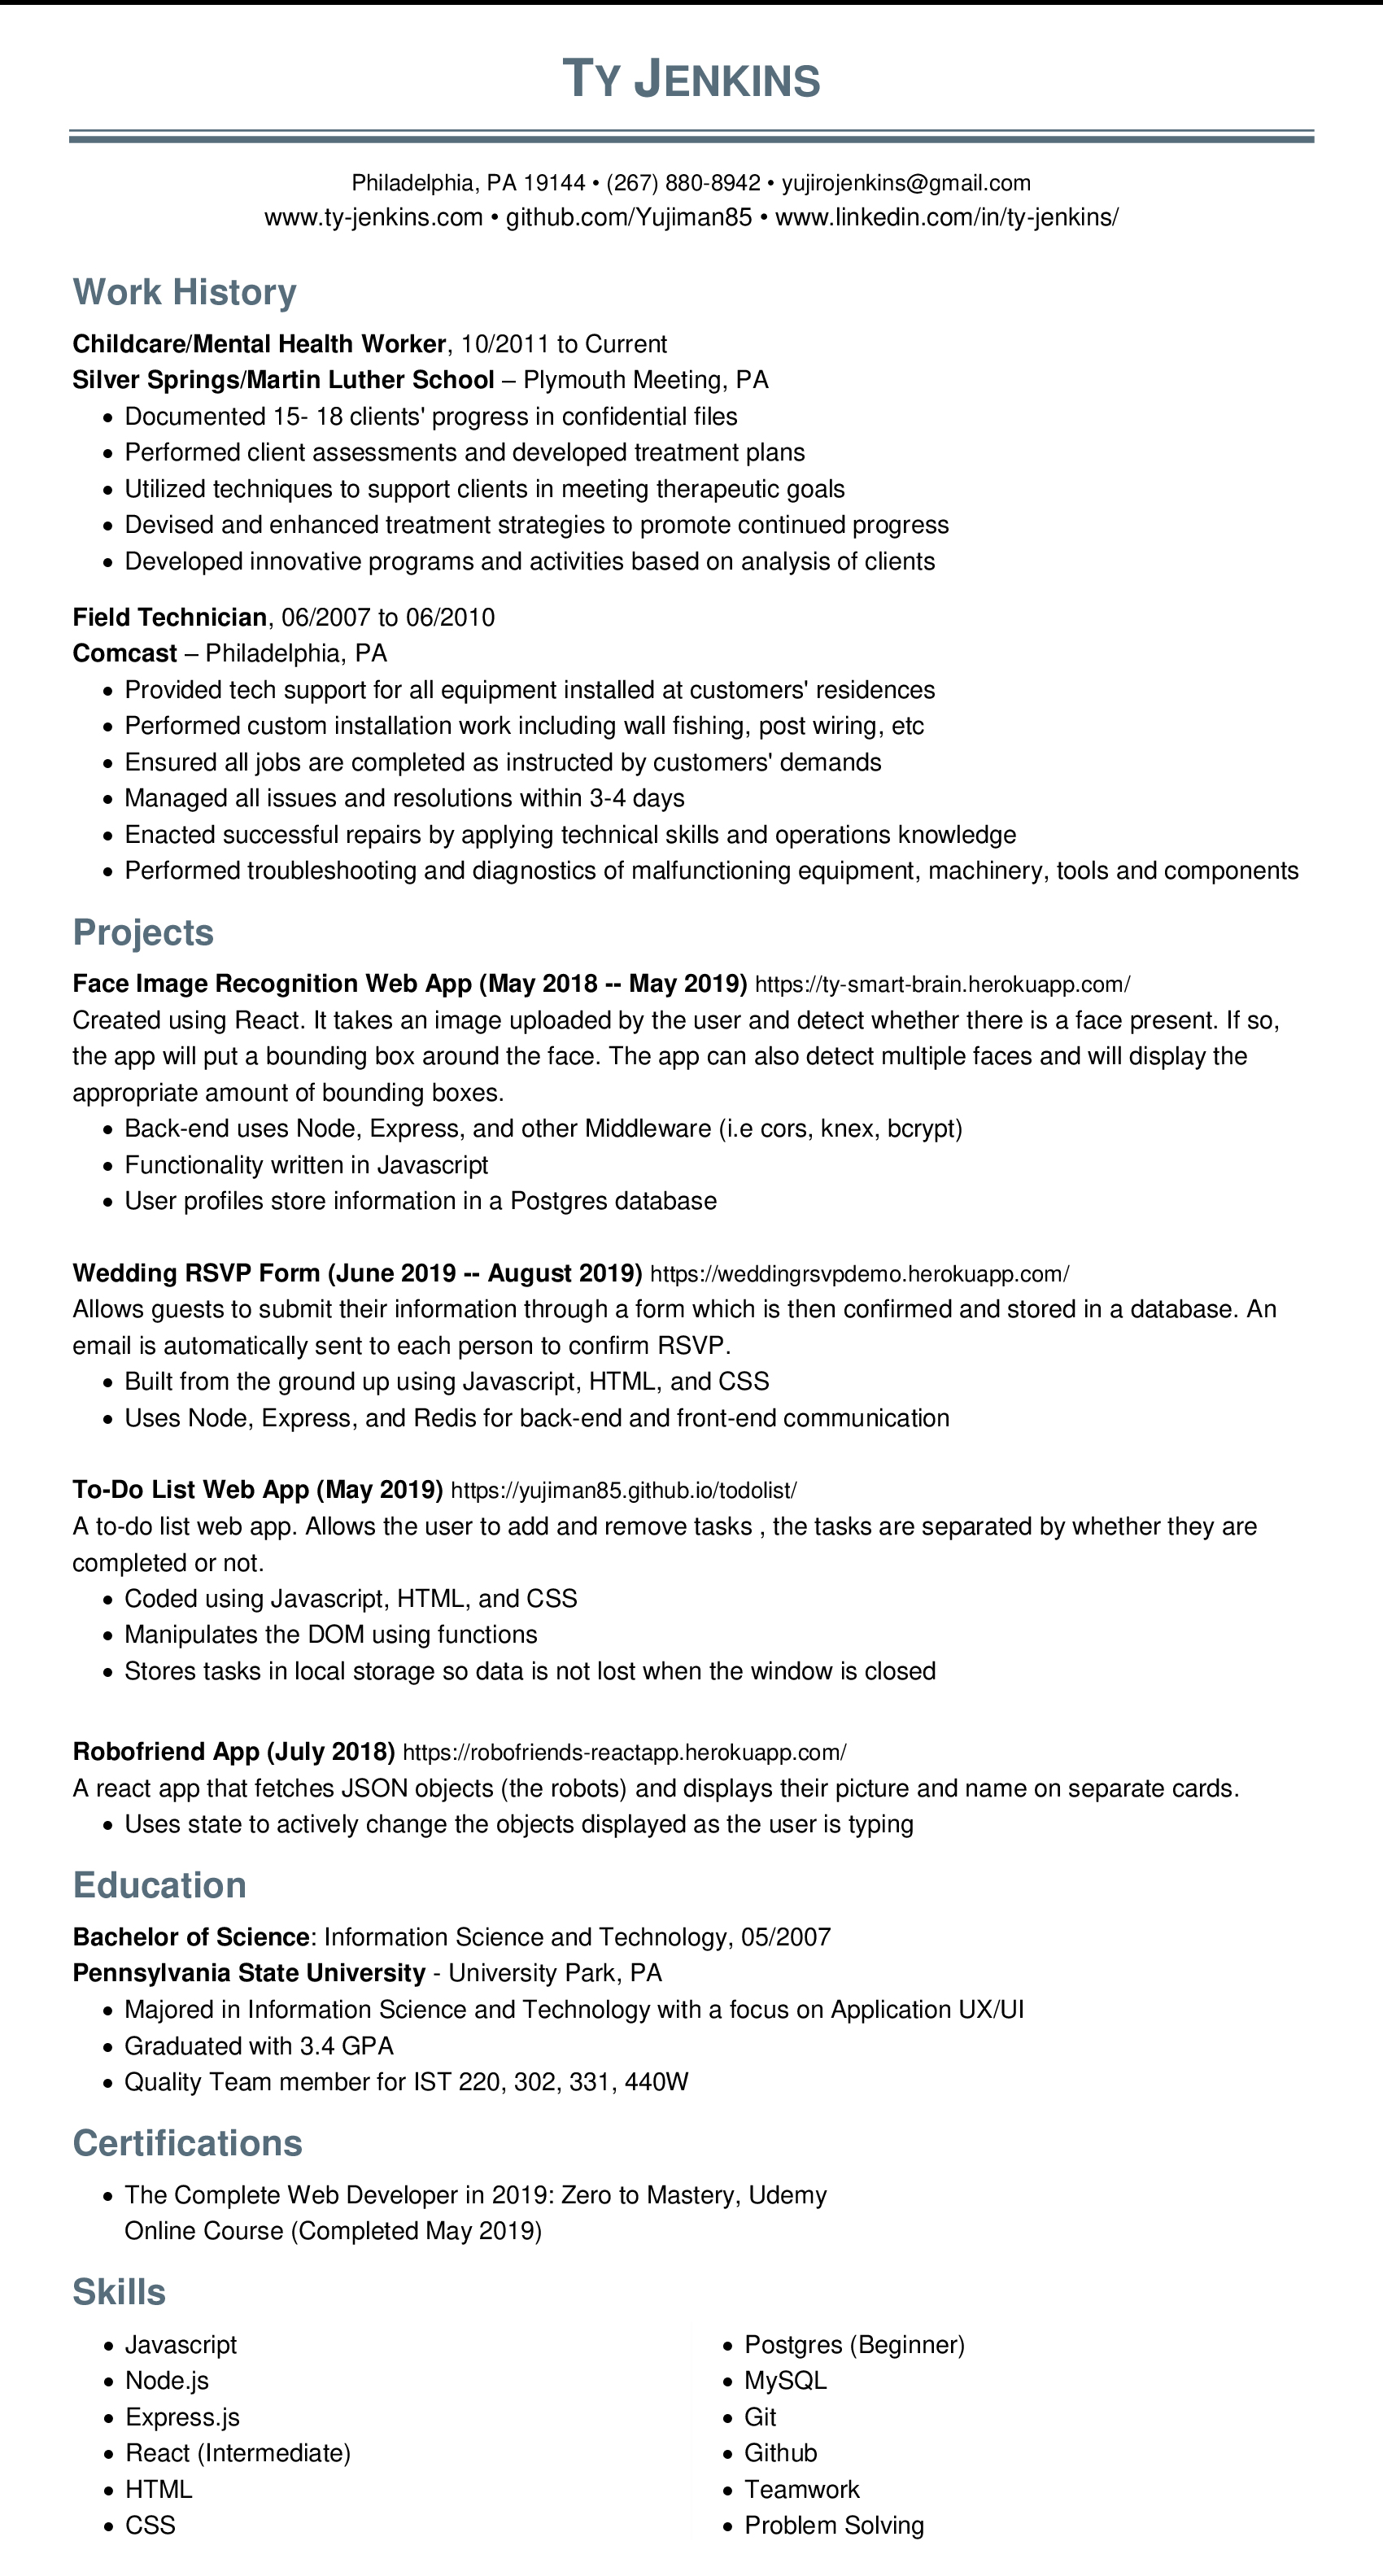 TY JENKINS
Philadelphia, PA 19144 • (267) 880-8942 • yujirojenkins@gmail.com
www.ty-jenkins.com • github.com/Yujiman85 • www.linkedin.com/in/ty-jenkins/
Work History
Childcare/Mental Health Worker, 10/2011 to Current
Silver Springs/Martin Luther School – Plymouth Meeting, PA
• Documented 15- 18 clients' progress in confidential files
• Performed client assessments and developed treatment plans
• Utilized techniques to support clients in meeting therapeutic goals
• Devised and enhanced treatment strategies to promote continued progress
• Developed innovative programs and activities based on analysis of clients
Field Technician, 06/2007 to 06/2010
Comcast – Philadelphia, PA
• Provided tech support for all equipment installed at customers' residences
• Performed custom installation work including wall fishing, post wiring, etc
• Ensured all jobs are completed as instructed by customers' demands
• Managed all issues and resolutions within 3-4 days
• Enacted successful repairs by applying technical skills and operations knowledge
• Performed troubleshooting and diagnostics of malfunctioning equipment, machinery, tools and components
Projects
Face Image Recognition Web App (May 2018 -- May 2019) https://ty-smart-brain.herokuapp.com/
Created using React. It takes an image uploaded by the user and detect whether there is a face present. If so,
the app will put a bounding box around the face. The app can also detect multiple faces and will display the
appropriate amount of bounding boxes.
• Back-end uses Node, Express, and other Middleware (i.e cors, knex, bcrypt)
• Functionality written in Javascript
• User profiles store information in a Postgres database
Wedding RSVP Form (June 2019 -- August 2019) https://weddingrsvpdemo.herokuapp.com/
Allows guests to submit their information through a form which is then confirmed and stored in a database. An
email is automatically sent to each person to confirm RSVP.
• Built from the ground up using Javascript, HTML, and CSS
• Uses Node, Express, and Redis for back-end and front-end communication
To-Do List Web App (May 2019) https://yujiman85.github.io/todolist/
A to-do list web app. Allows the user to add and remove tasks , the tasks are separated by whether they are
completed or not.
• Coded using Javascript, HTML, and CSS
• Manipulates the DOM using functions
• Stores tasks in local storage so data is not lost when the window is closed
Robofriend App (July 2018) https://robofriends-reactapp.herokuapp.com/
A react app that fetches JSON objects (the robots) and displays their picture and name on separate cards.
• Uses state to actively change the objects displayed as the user is typing
Education
Bachelor of Science: Information Science and Technology, 05/2007
Pennsylvania State University - University Park, PA
• Majored in Information Science and Technology with a focus on Application UX/UI
• Graduated with 3.4 GPA
• Quality Team member for IST 220, 302, 331, 440W
Certifications
• The Complete Web Developer in 2019: Zero to Mastery, Udemy
Online Course (Completed May 2019)
Skills
• Javascript
• Node.js
• Express.js
• React (Intermediate)
• HTML
• CSS
• Postgres (Beginner)
• MySQL
• Git
• Github
• Teamwork
• Problem Solving